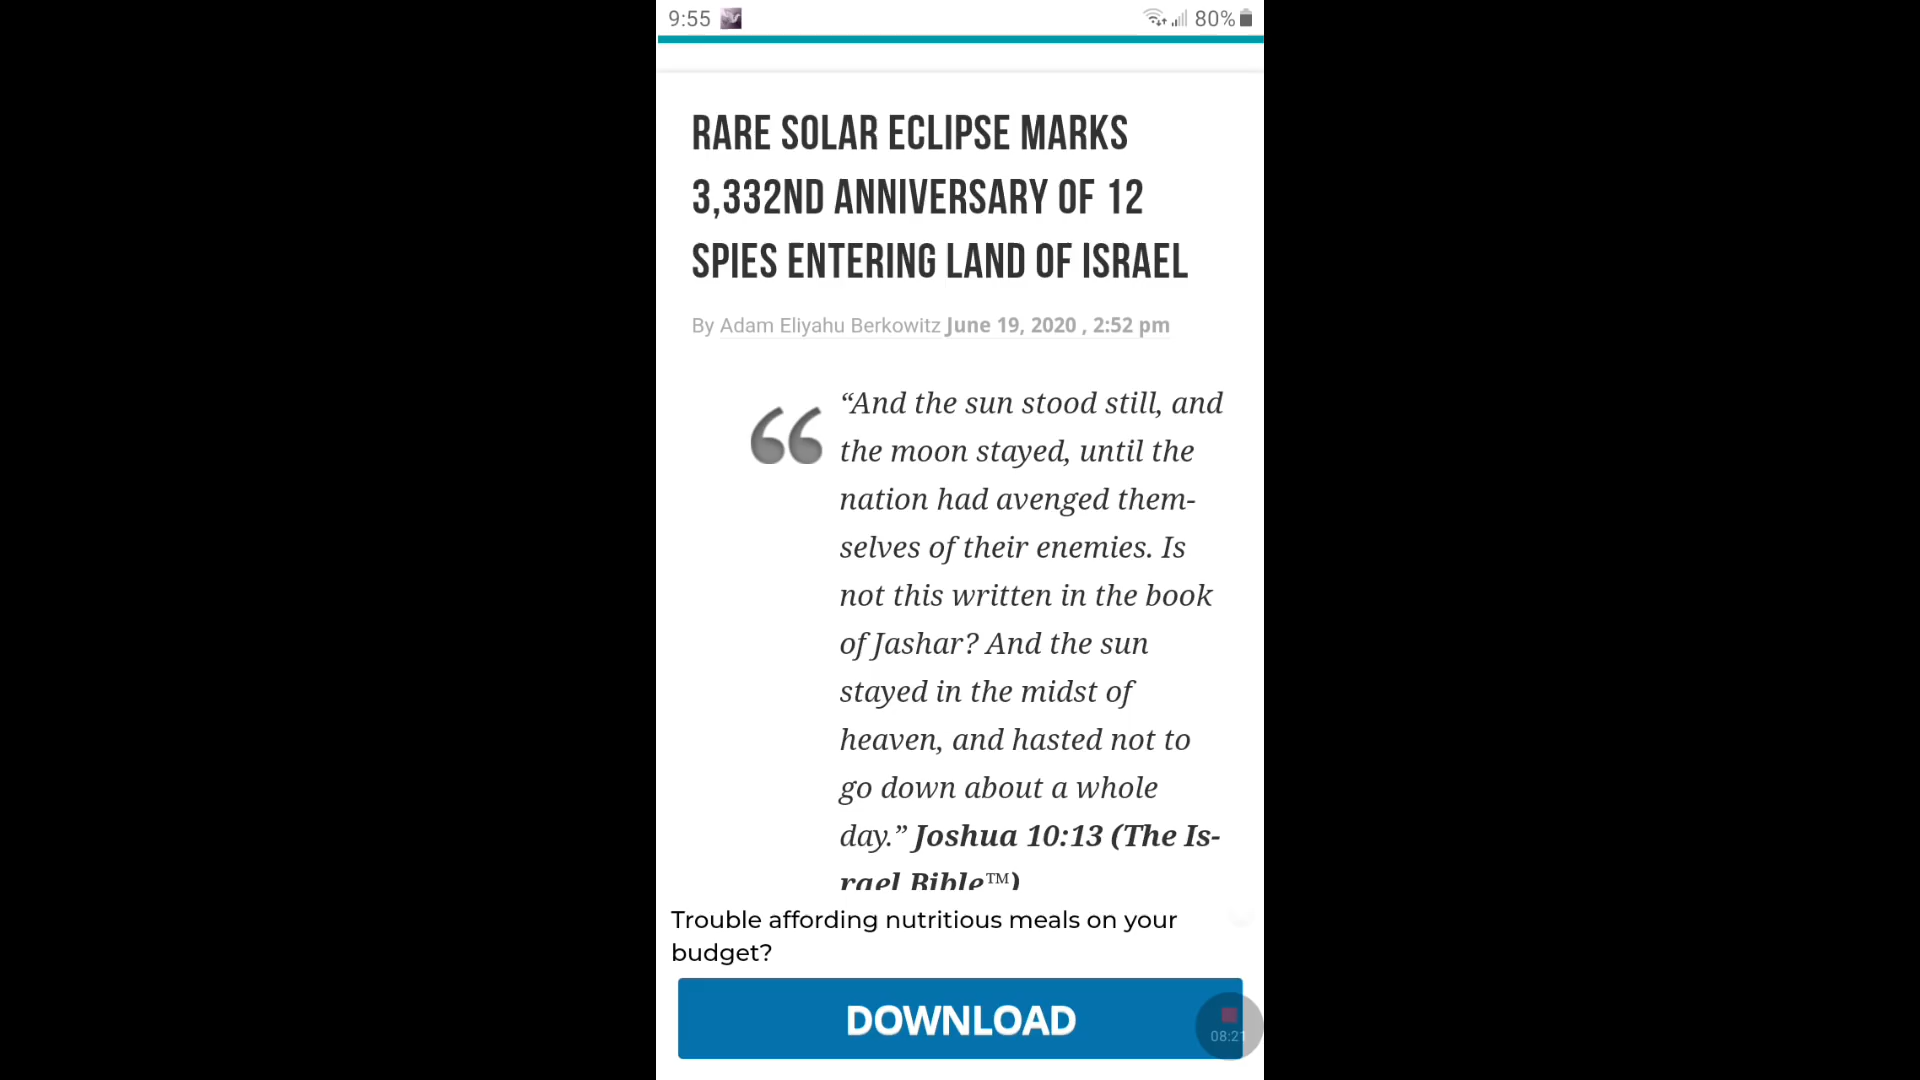 9:55
80%
RARE SOLAR ECLIPSE MARKS
3,332ND ANNIVERSARY OF 12
SPIES ENTERING LAND OF ISRAEL
By Adam Eliyahu Berkowitz June 19, 2020 , 2:52 pm
“And the sun stood still, and
the moon stayed, until the
nation had avenged them-
selves of their enemies. Is
not this written in the book
of Jashar? And the sun
stayed in the midst of
heaven, and hasted not to
go down about a whole
day.” Joshua 10:13 (The Is-
rael Bible™)
Trouble affording nutritious meals on your
budget?
DOWNLOAD
08:21